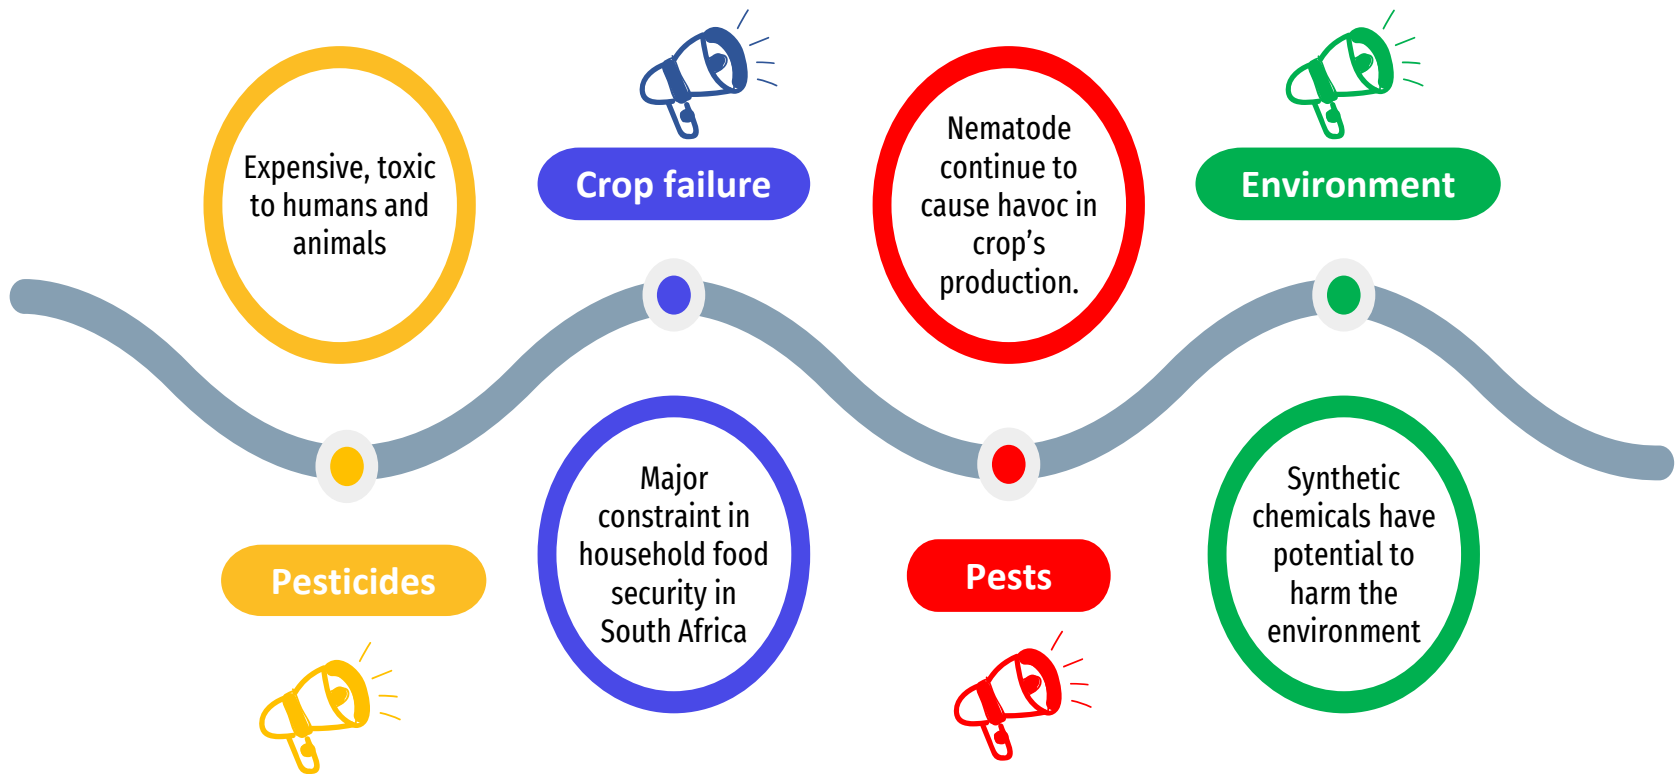 Expensive, toxic
to humans and
animals
Pesticides
Crop failure
Major
constraint in
household food
security in
South Africa
Nematode
continue to
cause havoc in
crop’s
production.
Pests
Environment
Synthetic
chemicals have
potential to
harm the
environment